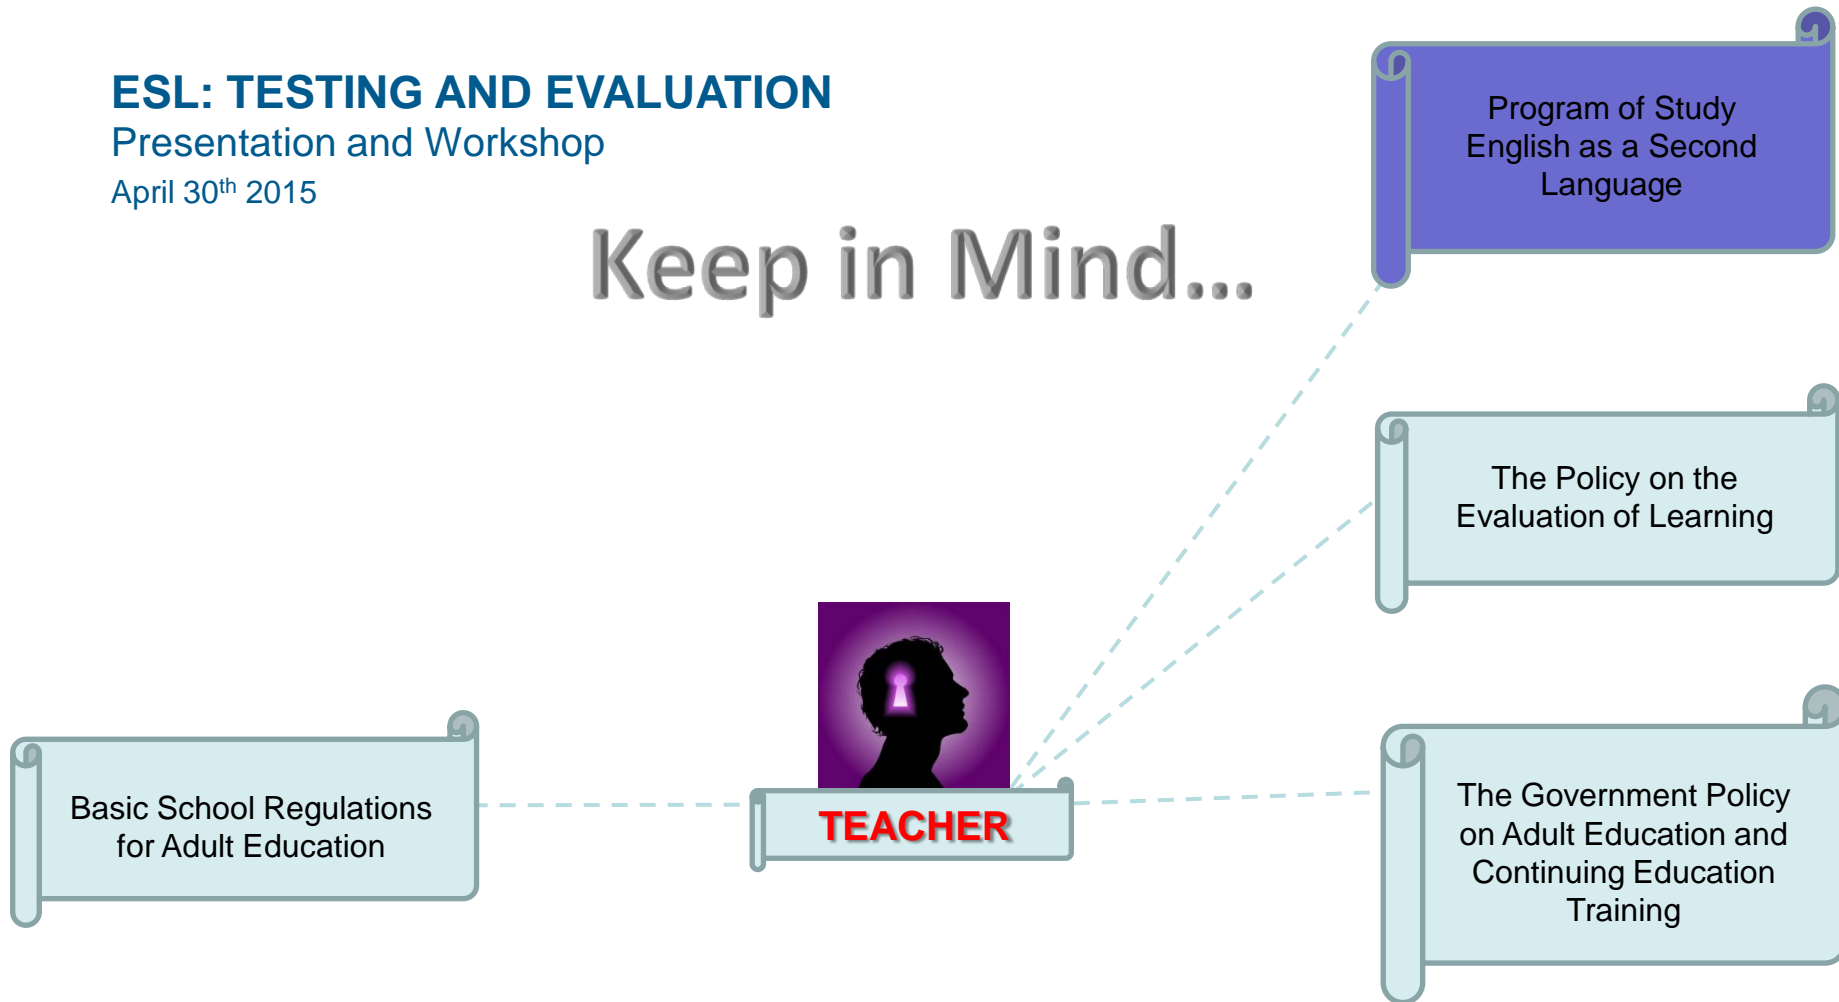 ESL: TESTING AND EVALUATION
Presentation and Workshop
April 30th 2015
Keep in Mind...
Program of Study
English as a Second
Language
The Policy on the
Evaluation of Learning
Basic School Regulations
for Adult Education
TEACHER
The Government Policy
on Adult Education and
Continuing Education
Training